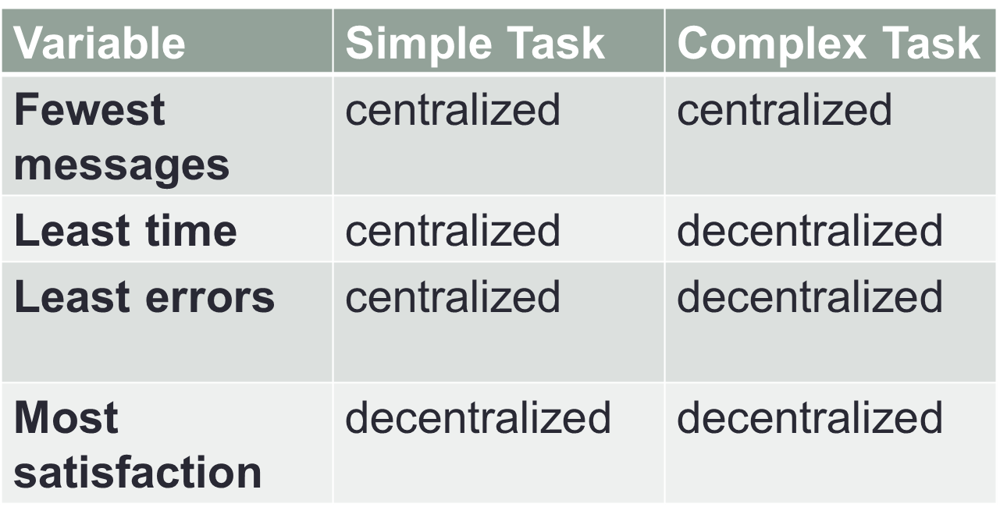 Variable Simple Task Complex Task
Fewest messages centralized centralized
Least time centralized decentralized
Least errors centralized decentralized
Most satisfaction decentralized decentralized